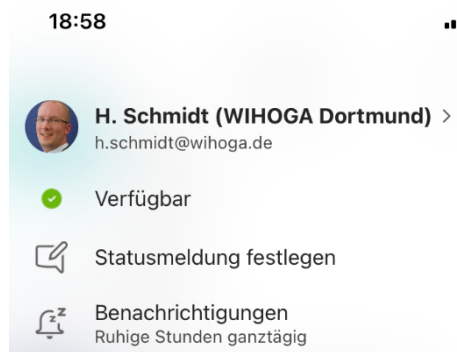 18:58
H. Schmidt (WIHOGA Dortmund)
h.schmidt@wihoga.de
Verfügbar
Statusmeldung festlegen
Benachrichtigungen
Ruhige Stunden ganztägig